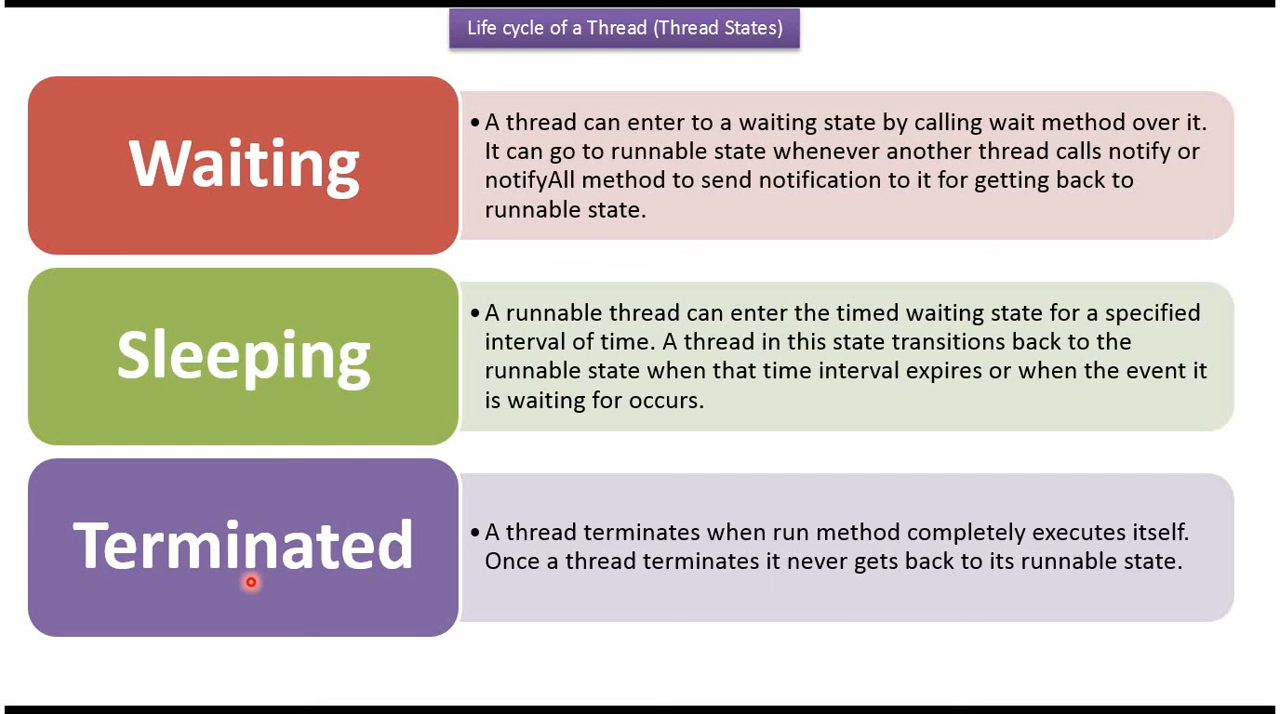 Life cycle of a Thread (Thread States)
Waiting
• A thread can enter to a waiting state by calling wait method over it.
It can go to runnable state whenever another thread calls notify or
notifyAll method to send notification to it for getting back to
runnable state.
Sleeping
• A runnable thread can enter the timed waiting state for a specified
interval of time. A thread in this state transitions back to the
runnable state when that time interval expires or when the event it
is waiting for occurs.
Terminated
• A thread terminates when run method completely executes itself.
Once a thread terminates it never gets back to its runnable state.